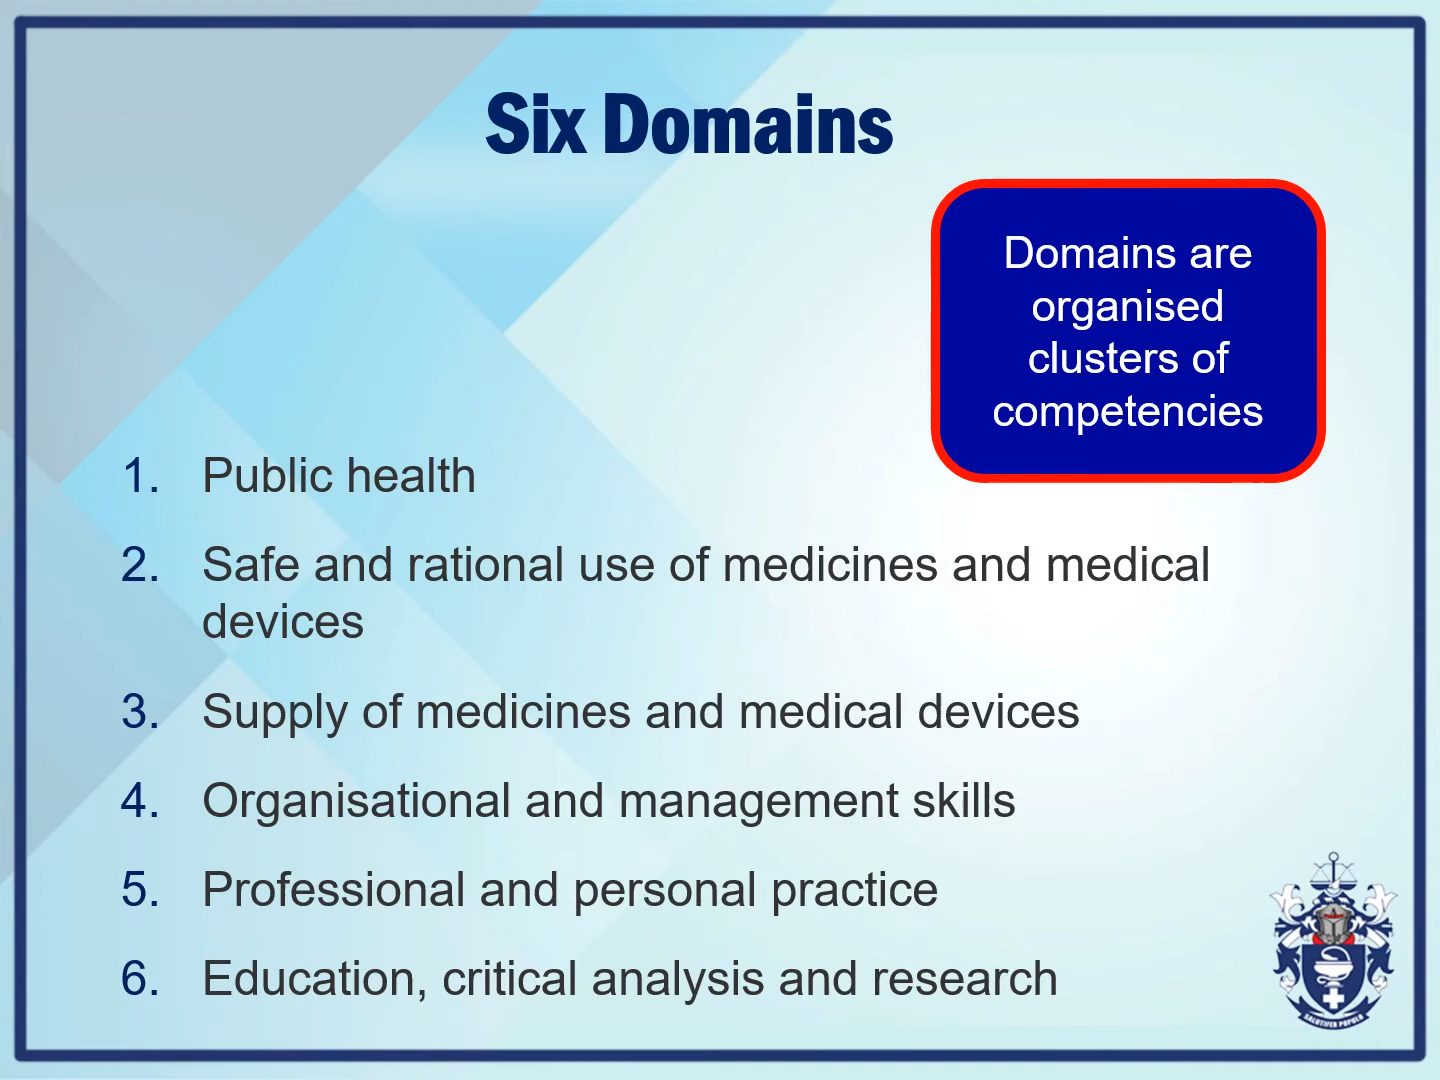 Six Domains
Domains are
organised
clusters of
competencies
1. Public health
2. Safe and rational use of medicines and medical
devices
3. Supply of medicines and medical devices
4. Organisational and management skills
5. Professional and personal practice
6. Education, critical analysis and research
SALUTIFER POPULO